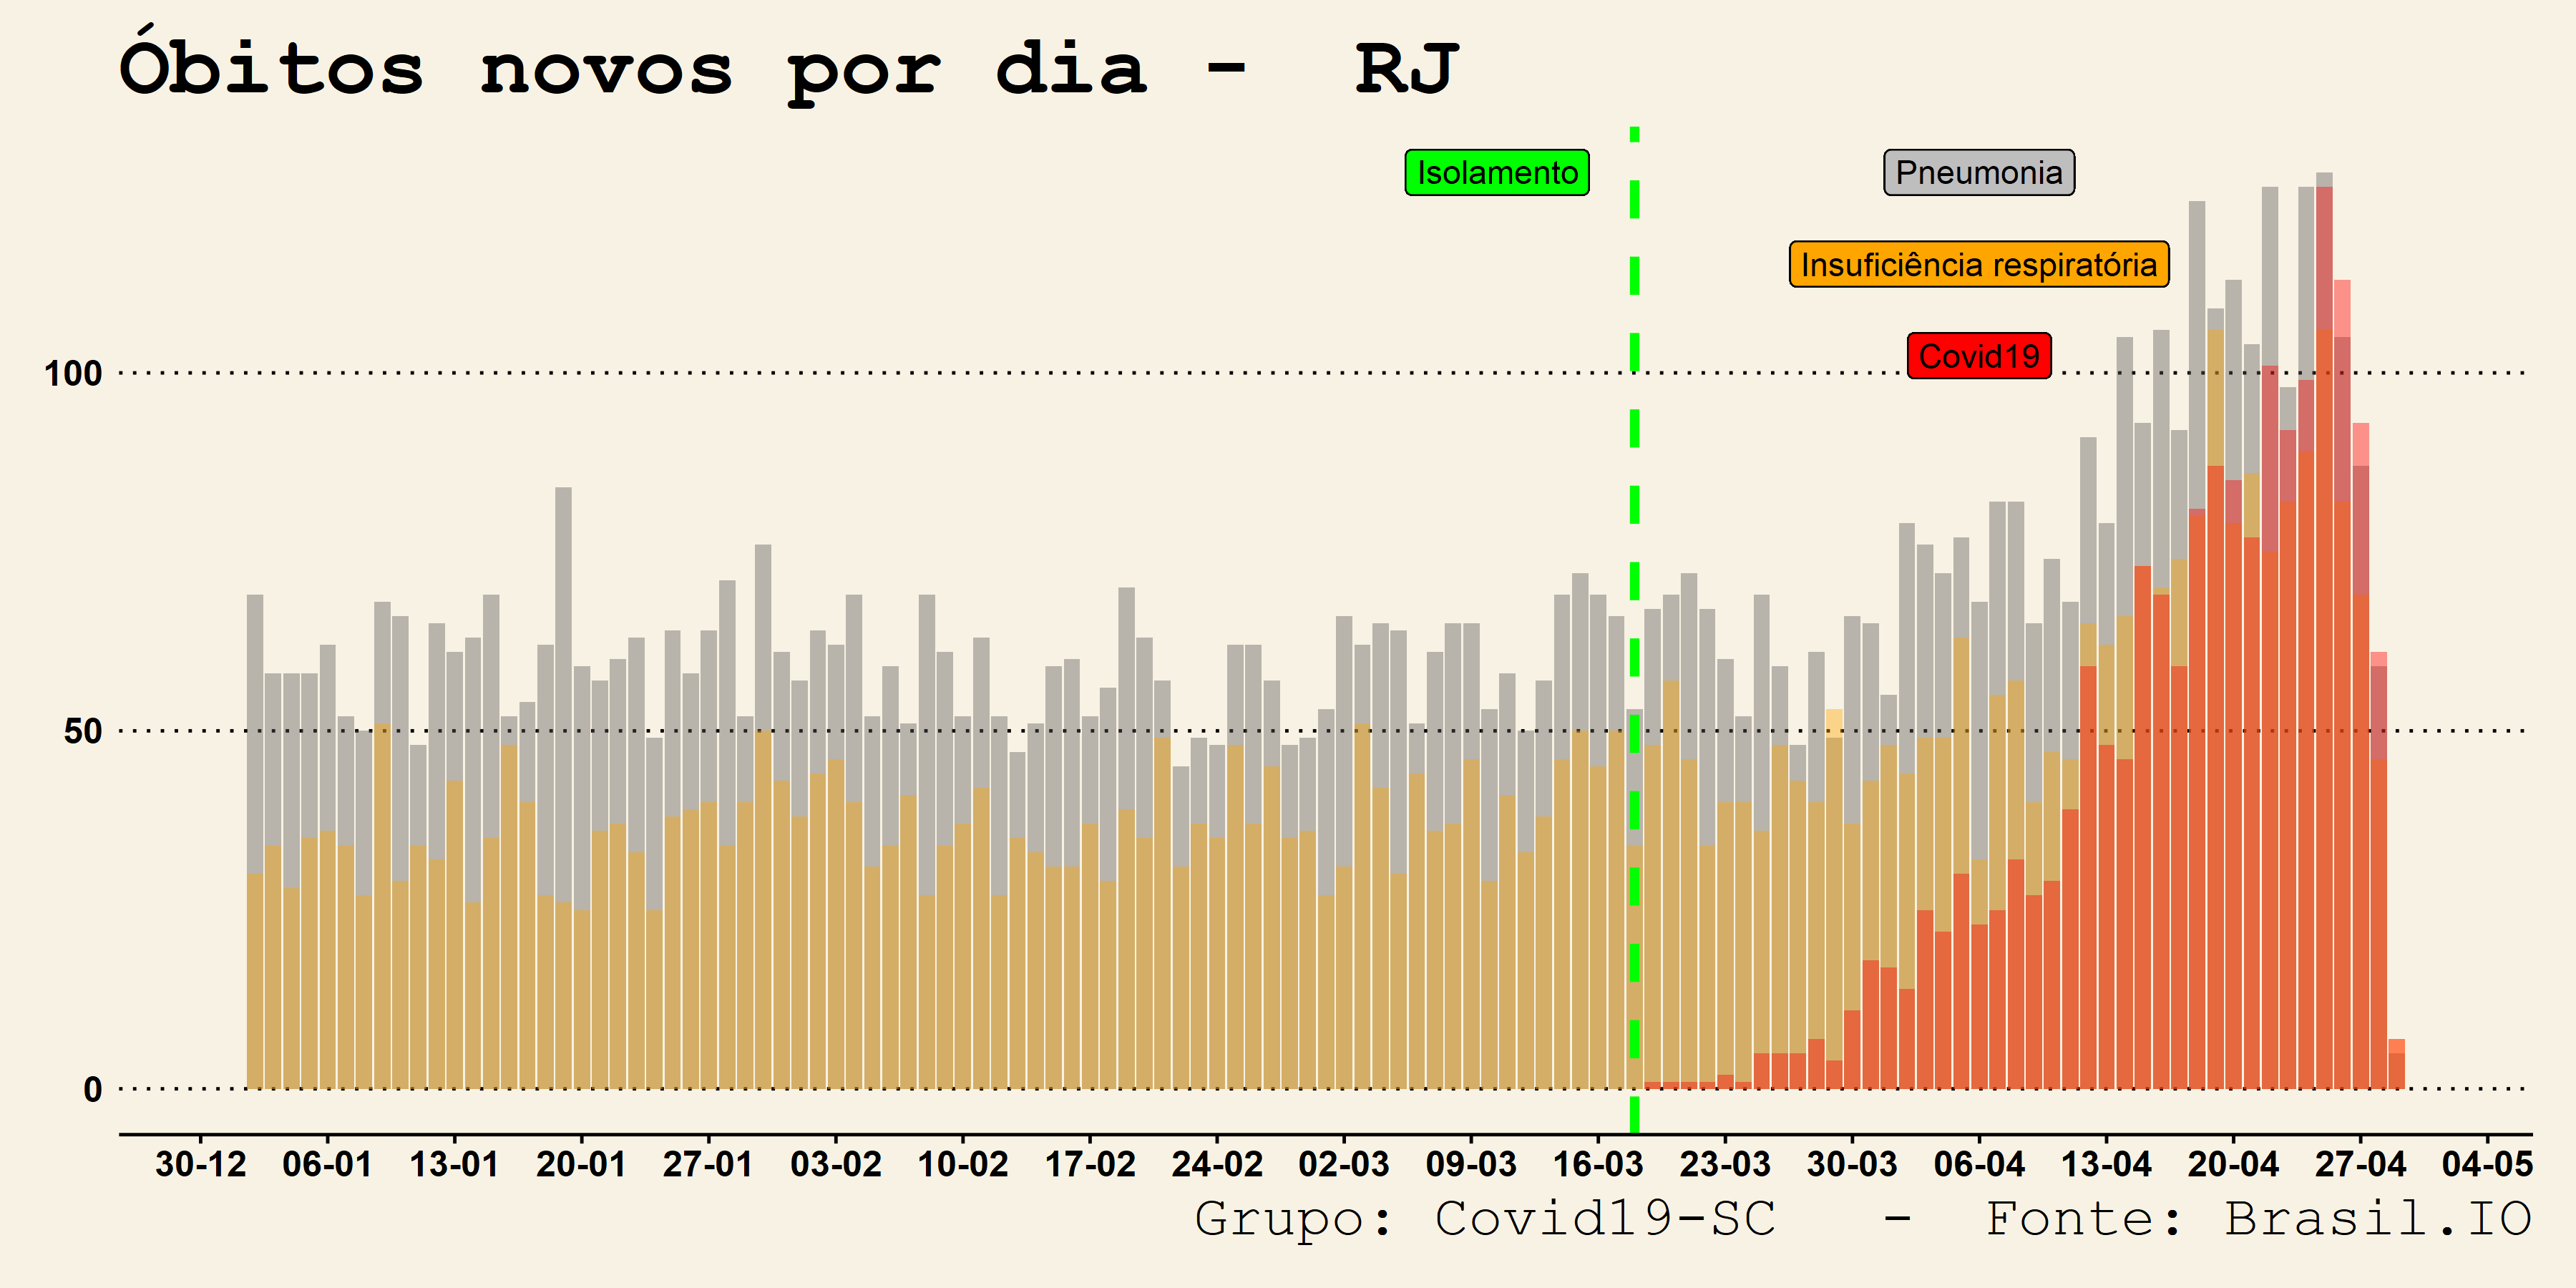 Óbitos novos por dia - RJ
Isolamento
Pneumonia
Insuficiência respiratória
Covid19
100
50
0
30-12 06-01 13-01 20-01 27-01 03-02 10-02 17-02 24-02 02-03 09-03 16-03 23-03 30-03 06-04 13-04 20-04 27-04 04-05
Grupo: Covid19-SC - Fonte: Brasil.IO